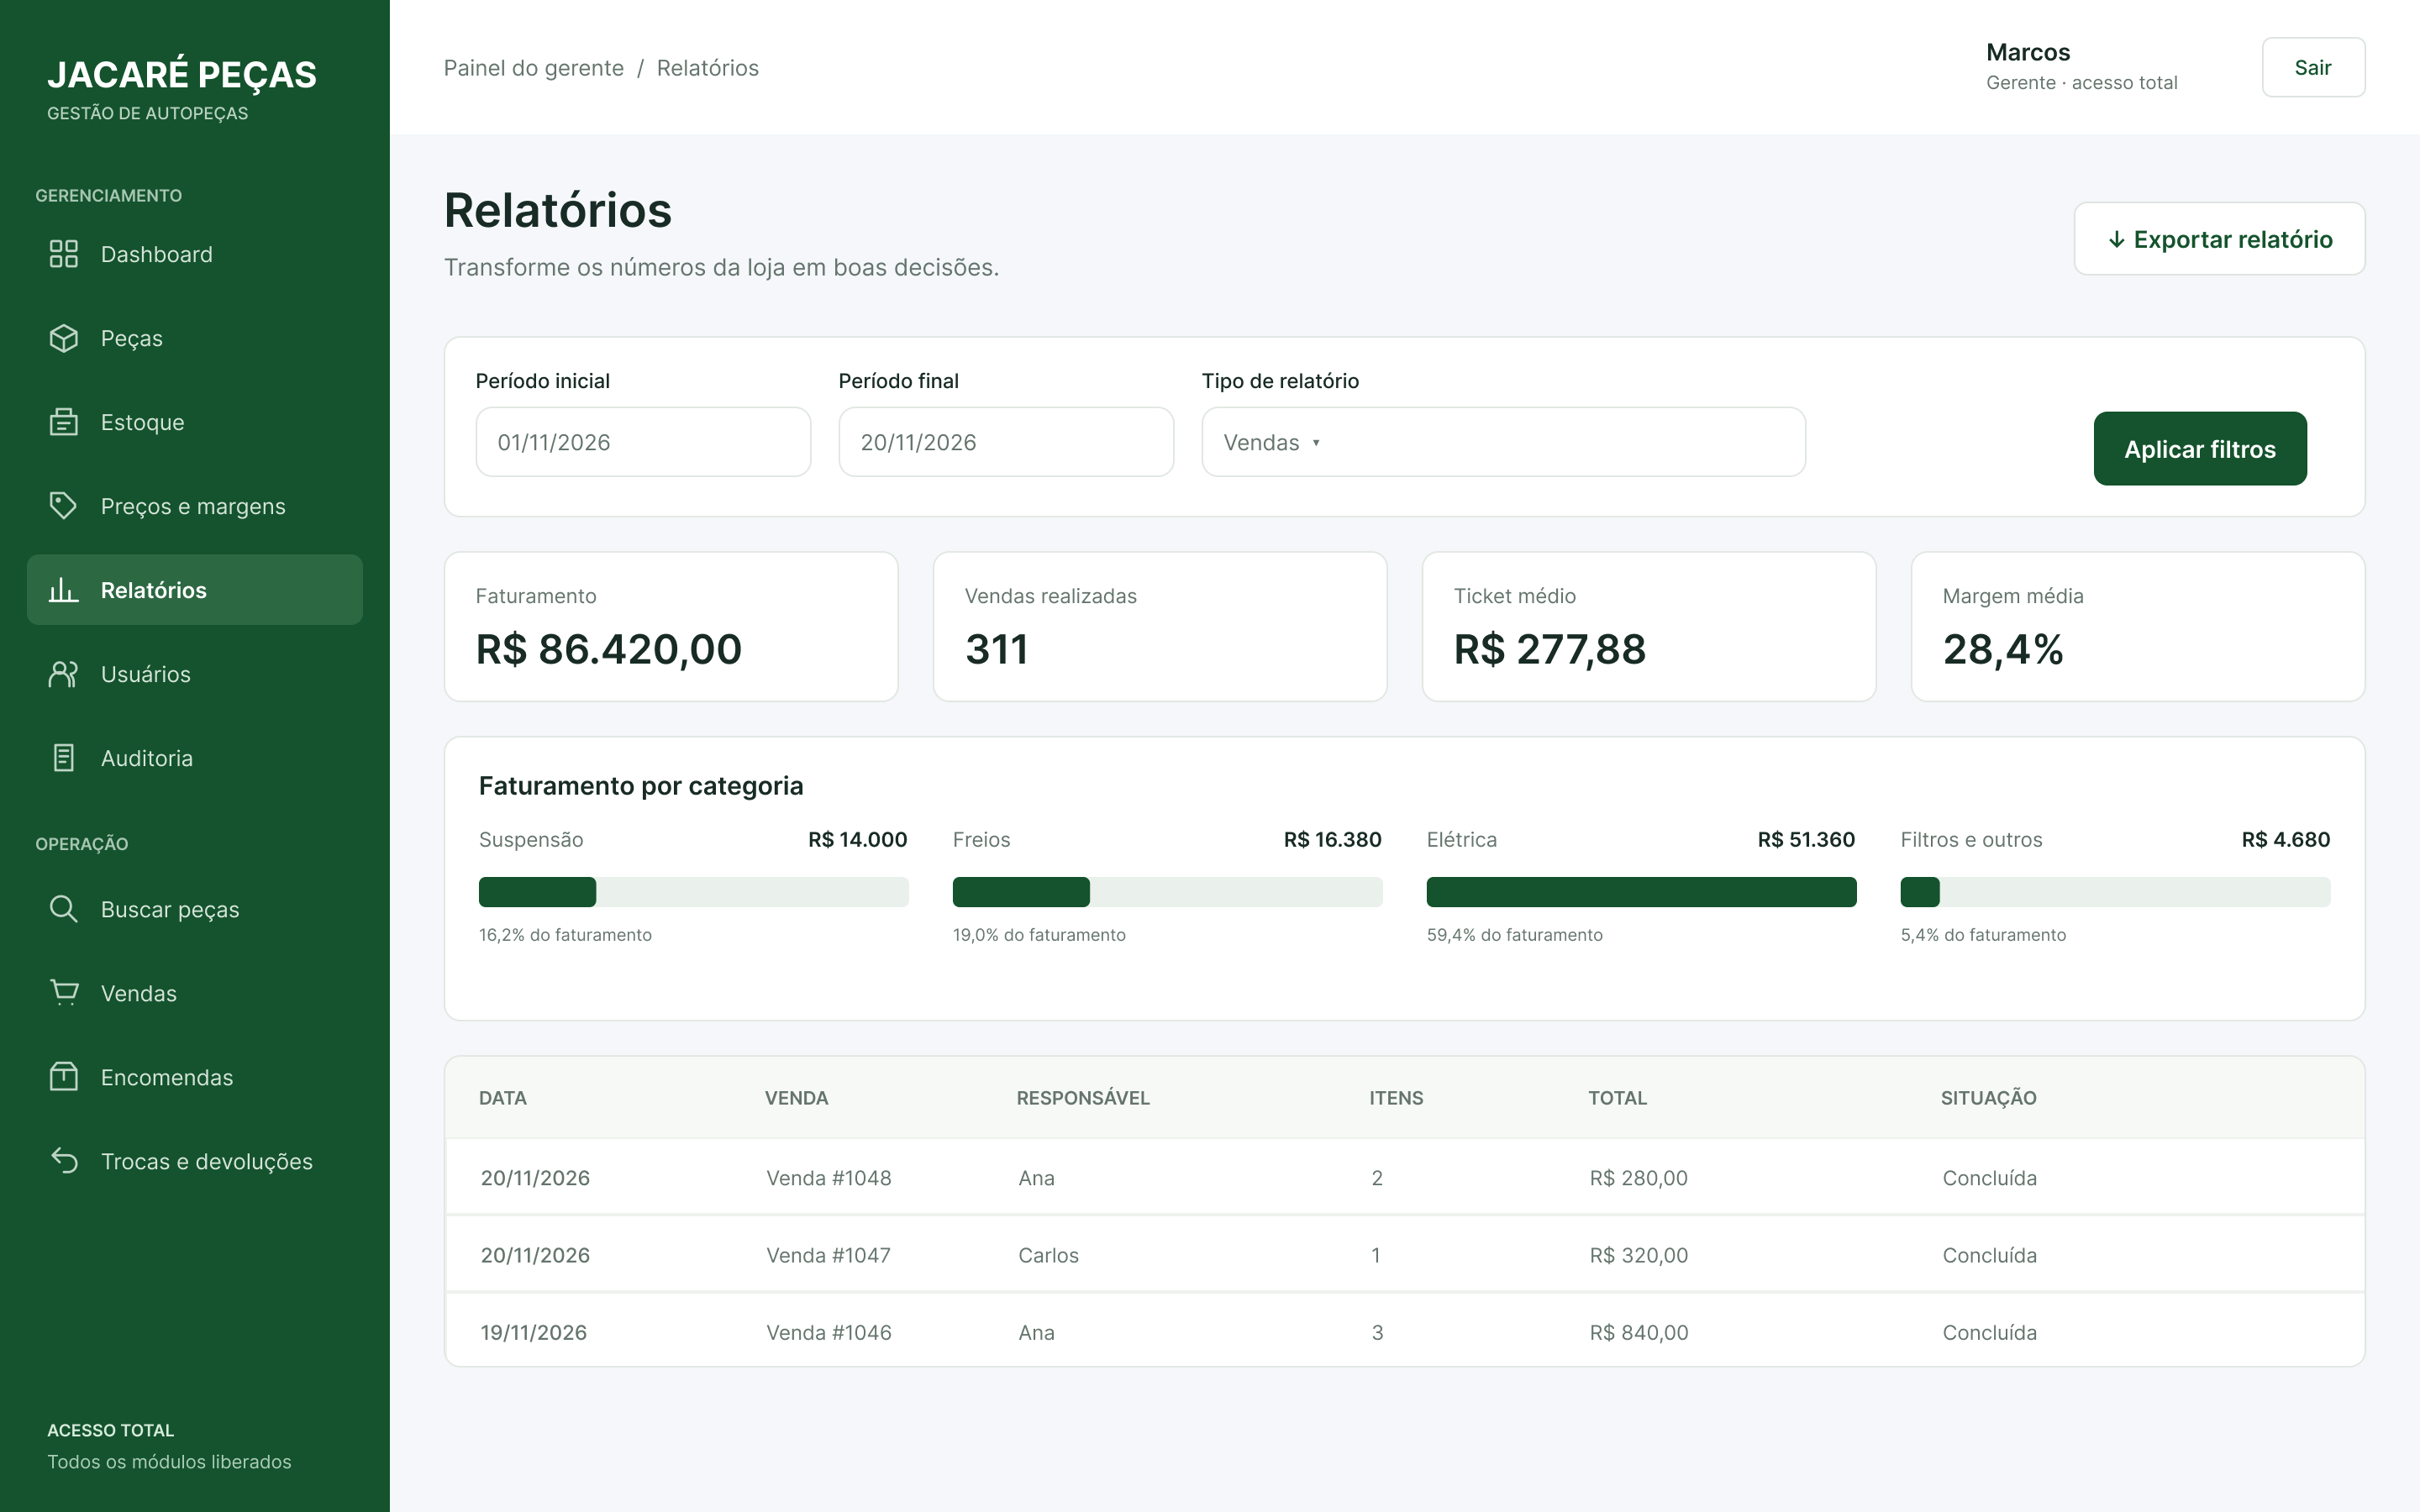 JACARÉ PEÇAS
GESTÃO DE AUTOPEÇAS
GERENCIAMENTO
Dashboard
Peças
Estoque
Preços e margens
Relatórios
Usuários
Auditoria
OPERAÇÃO
Buscar peças
Vendas
Encomendas
Trocas e devoluções
ACESSO TOTAL
Todos os módulos liberados
Painel do gerente / Relatórios
Marcos
Gerente · acesso total
Sair
Relatórios
Transforme os números da loja em boas decisões.
↓ Exportar relatório
Período inicial
01/11/2026
Período final
20/11/2026
Tipo de relatório
Vendas ▾
Aplicar filtros
Faturamento
R$ 86.420,00
Vendas realizadas
311
Ticket médio
R$ 277,88
Margem média
28,4%
Faturamento por categoria
Suspensão R$ 14.000
16,2% do faturamento
Freios R$ 16.380
19,0% do faturamento
Elétrica R$ 51.360
59,4% do faturamento
Filtros e outros R$ 4.680
5,4% do faturamento
DATA VENDA RESPONSÁVEL ITENS TOTAL SITUAÇÃO
20/11/2026 Venda #1048 Ana 2 R$ 280,00 Concluída
20/11/2026 Venda #1047 Carlos 1 R$ 320,00 Concluída
19/11/2026 Venda #1046 Ana 3 R$ 840,00 Concluída